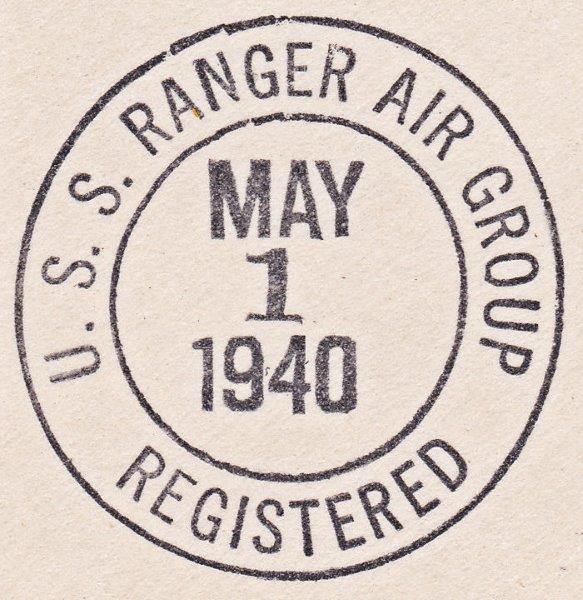 U. S. S. RANGER AIR GROUP
MAY
1
1940
REGISTERED